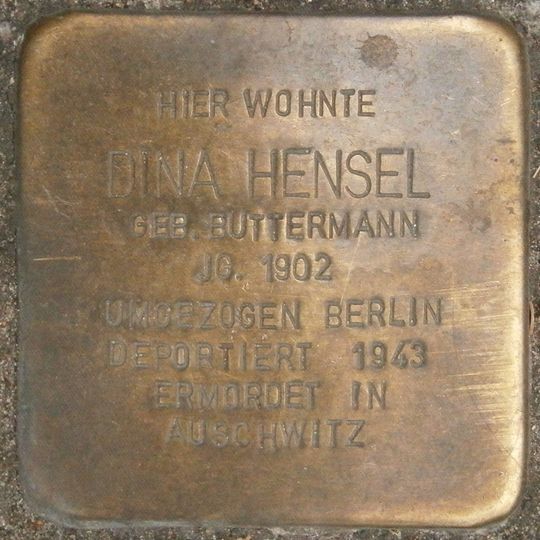 HIER WOHNTE
DINA HENSEL
GEB. BUTTERMANN
JG. 1902
UMGEZOGEN BERLIN
DEPORTIERT 1943
ERMORDET IN
AUSCHWITZ